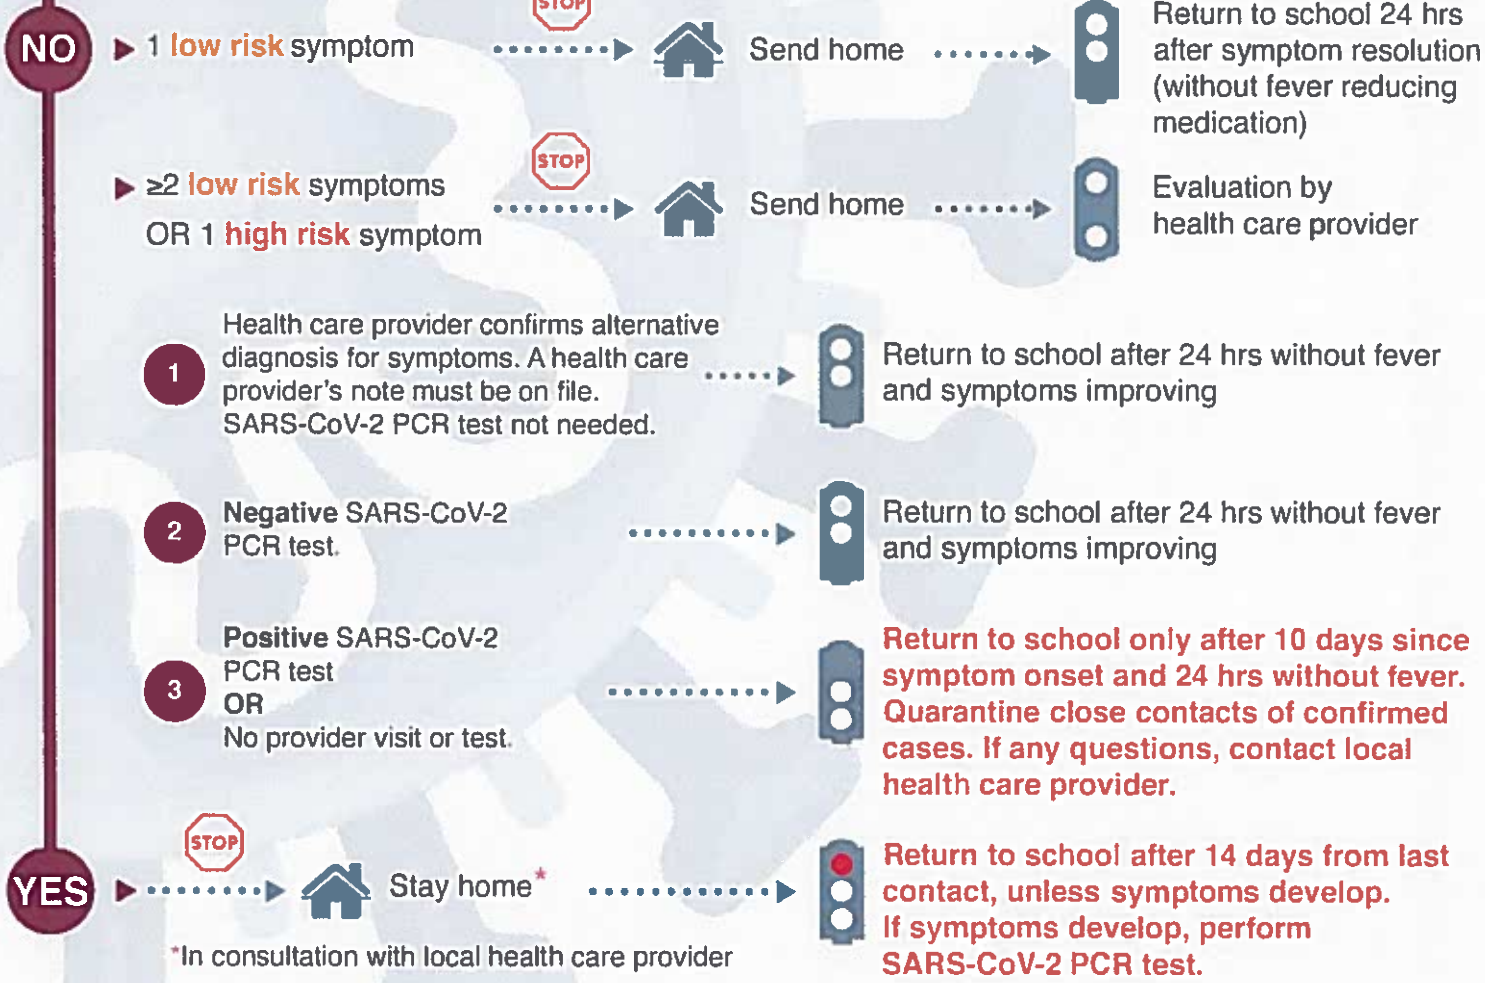 STOP
NO
1 low risk symptom
Send home
Return to school 24 hrs
after symptom resolution
(without fever reducing
medication)
STOP
≥2 low risk symptoms
OR 1 high risk symptom
Send home
Evaluation by
health care provider
1
Health care provider confirms alternative
diagnosis for symptoms. A health care
provider's note must be on file.
SARS-CoV-2 PCR test not needed.
Return to school after 24 hrs without fever
and symptoms improving
2
Negative SARS-CoV-2
PCR test.
Return to school after 24 hrs without fever
and symptoms improving
3
Positive SARS-CoV-2
PCR test
OR
No provider visit or test.
Return to school only after 10 days since
symptom onset and 24 hrs without fever.
Quarantine close contacts of confirmed
cases. If any questions, contact local
health care provider.
STOP
YES
Stay home*
Return to school after 14 days from last
contact, unless symptoms develop.
If symptoms develop, perform
SARS-CoV-2 PCR test.
*In consultation with local health care provider